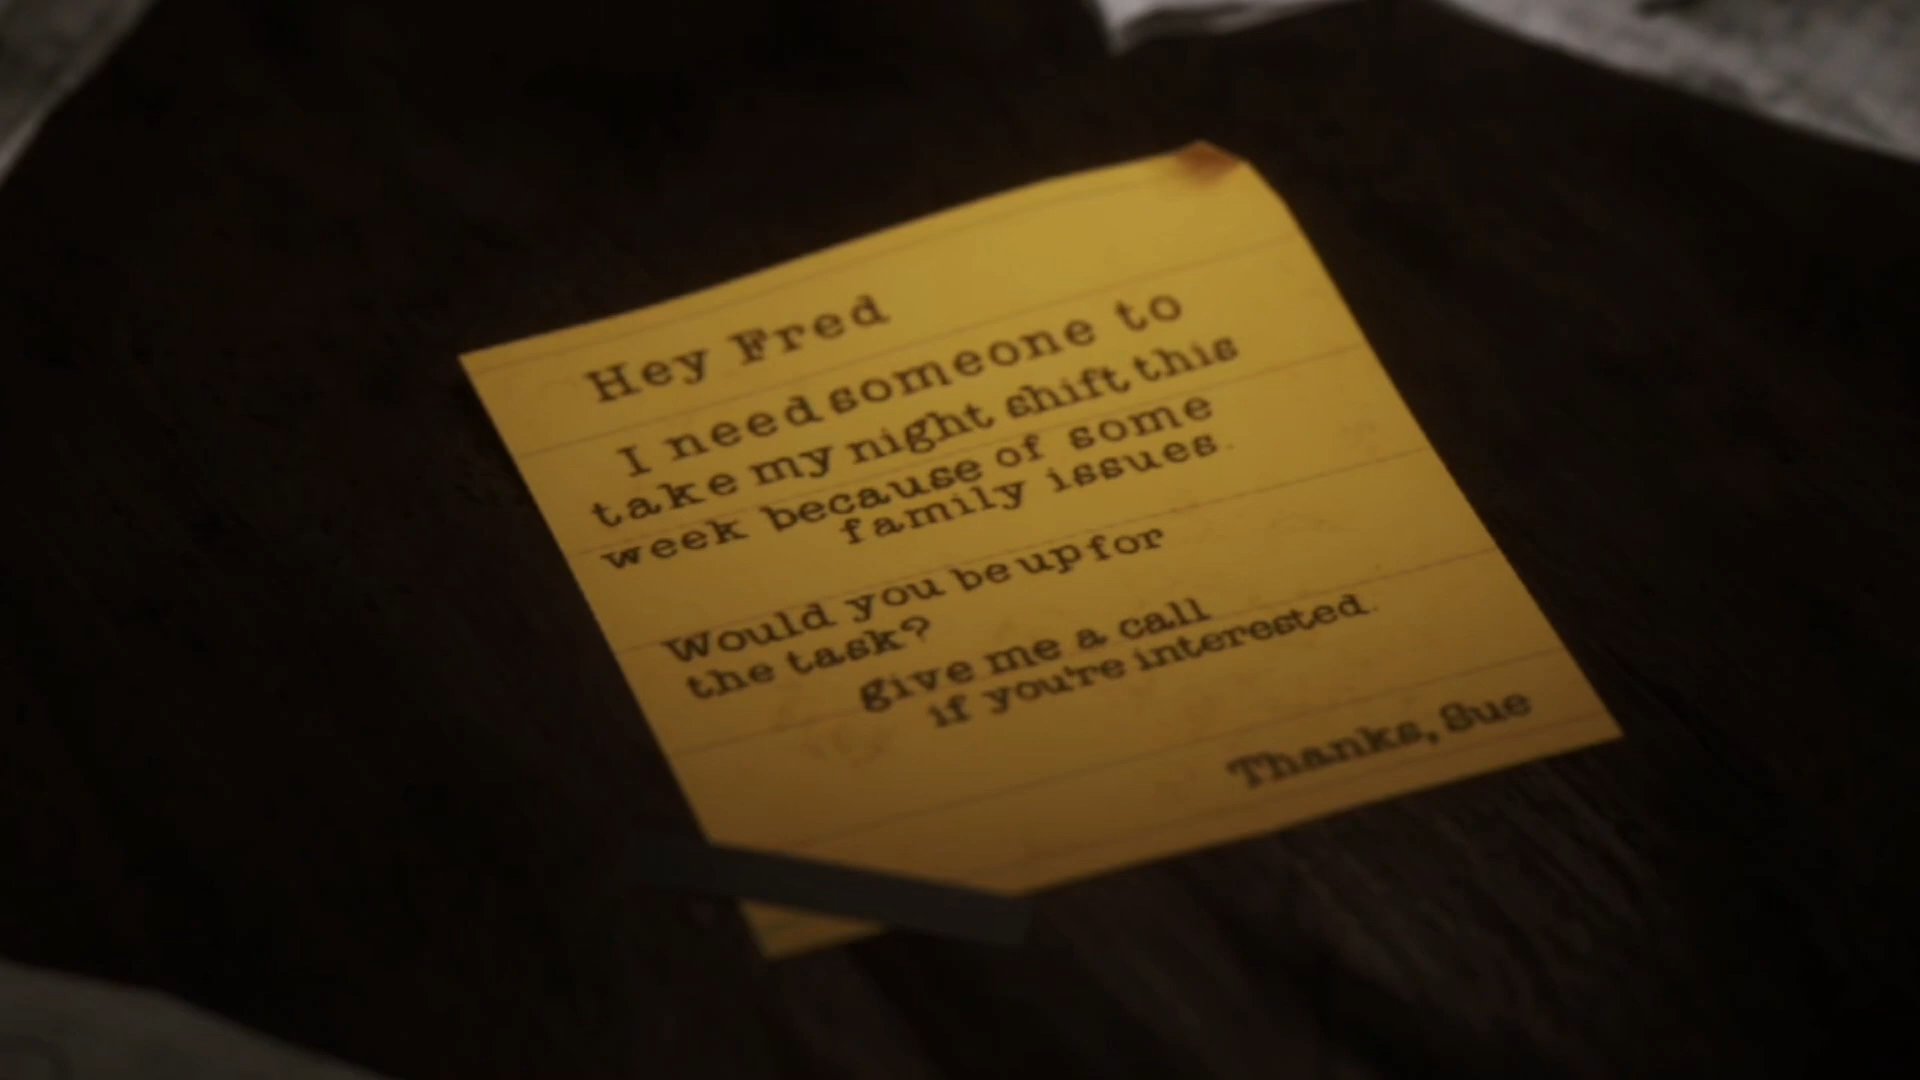 Hey Fred
I need someone to
take my night shift this
week because of some
family issues.
Would you be up for
the task?
give me a call
if you're interested.
Thanks, Sue